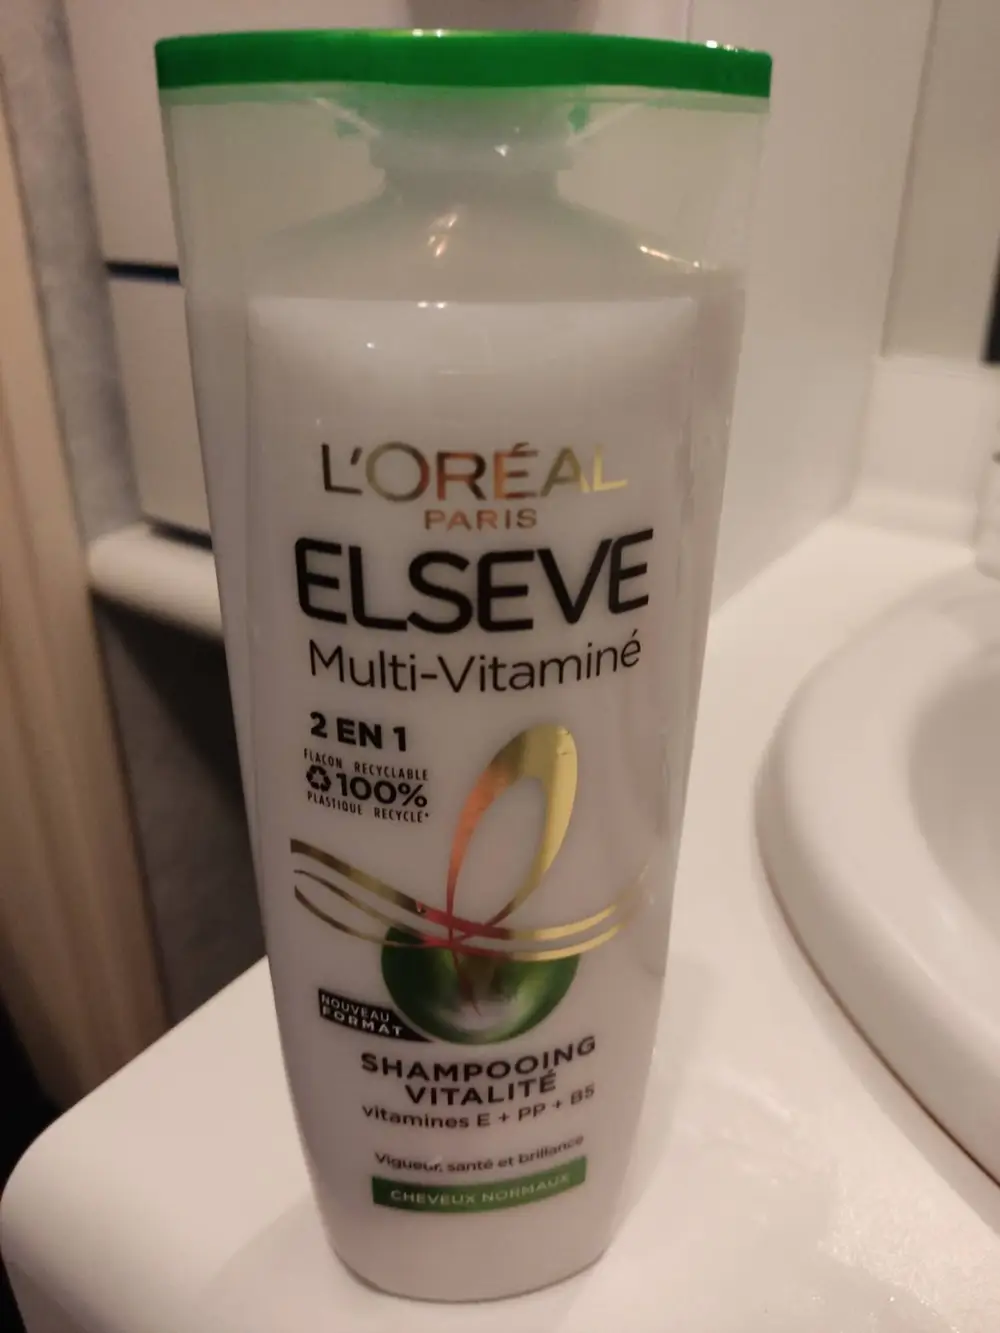 L'ORÉAL
PARIS
ELSEVE
Multi-Vitaminé
2 EN 1
FLACON RECYCLABLE
100%
PLASTIQUE RECYCLÉ*
NOUVEAU
FORMAT
SHAMPOOING
VITALITÉ
vitamines E + PP + B5
Vigueur, santé et brillance
CHEVEUX NORMAUX